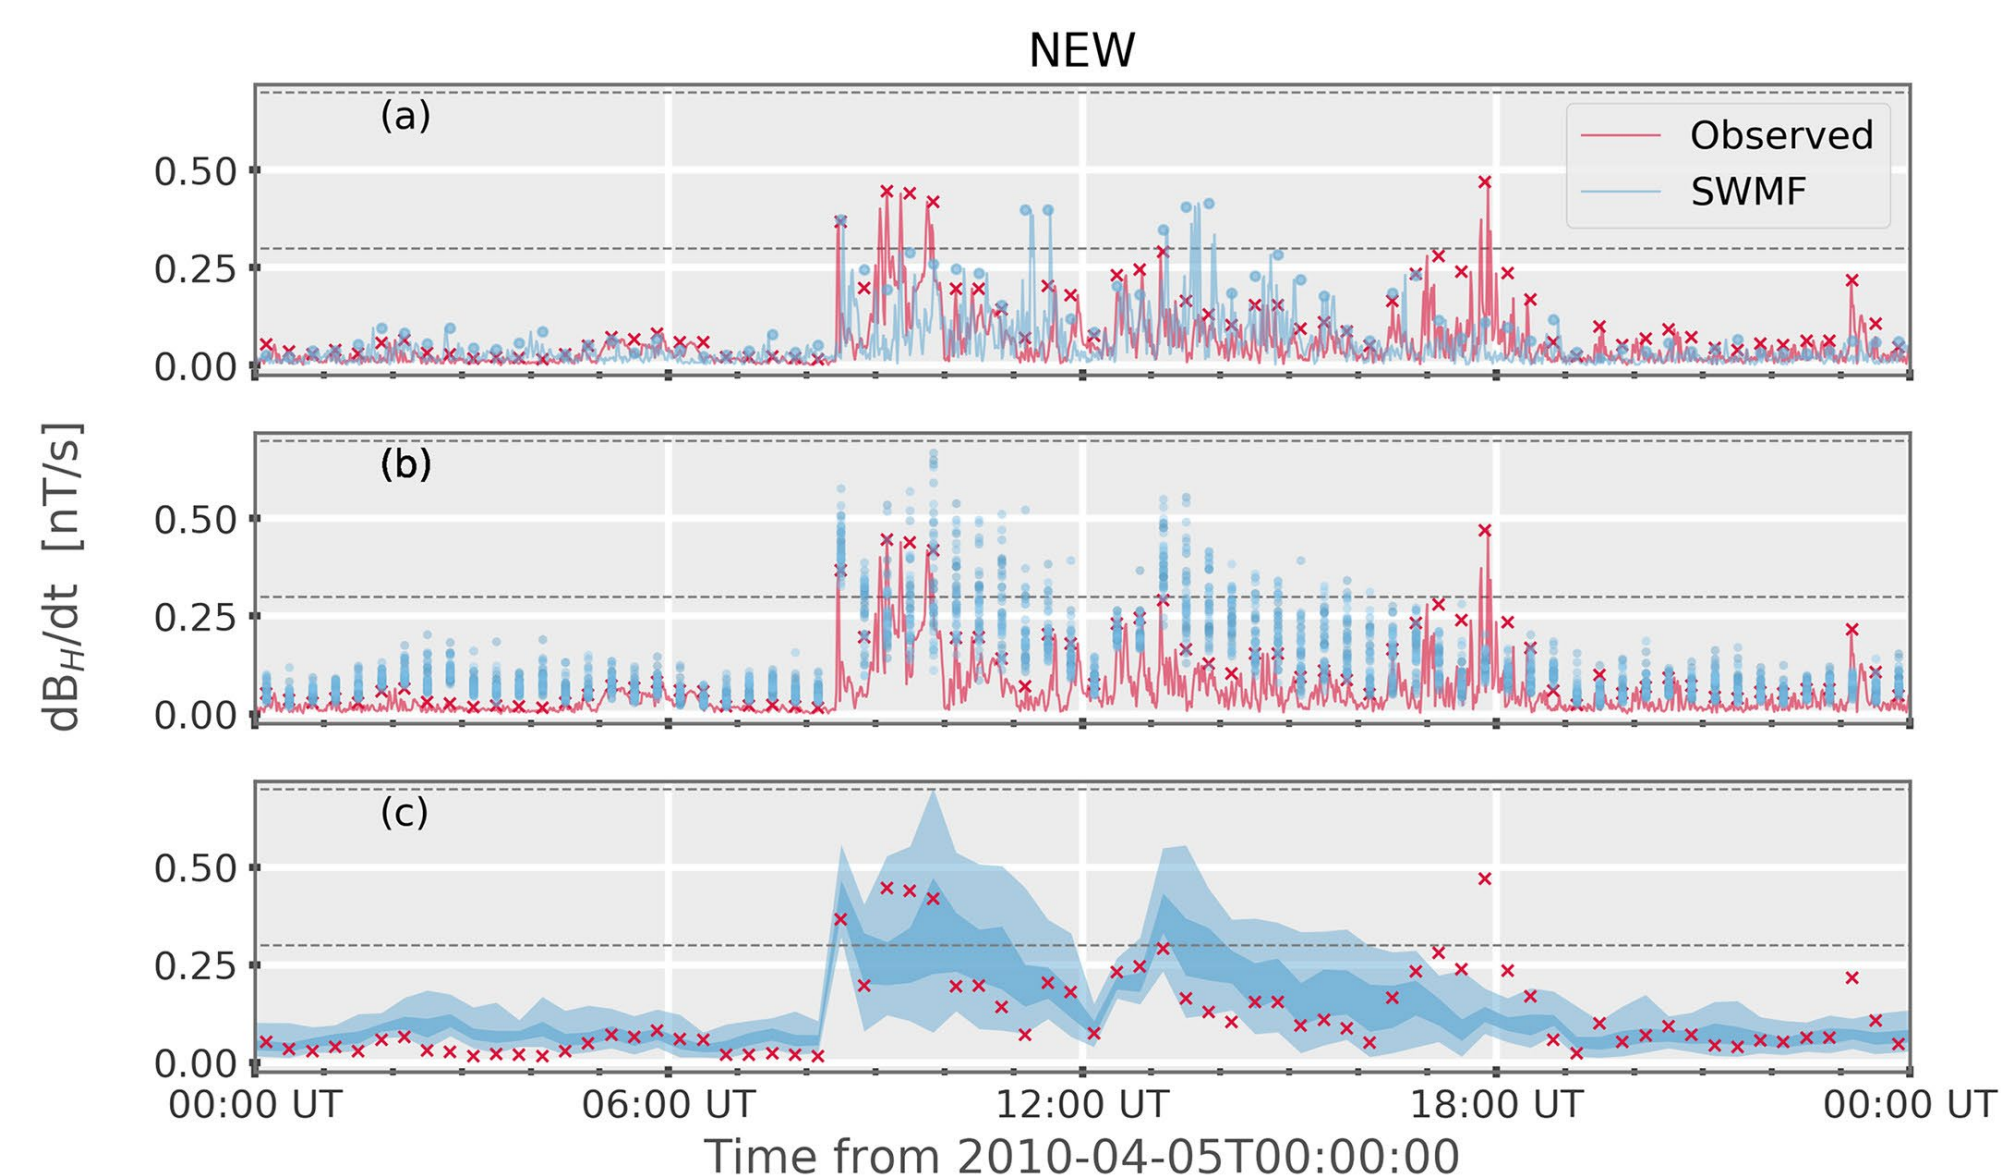 NEW
(a)
Observed
SWMF
0.50
0.25
0.00
(b)
0.50
0.25
0.00
dB_H/dt [nT/s]
(c)
0.50
0.25
0.00
00:00 UT 06:00 UT 12:00 UT 18:00 UT 00:00 UT
Time from 2010-04-05T00:00:00